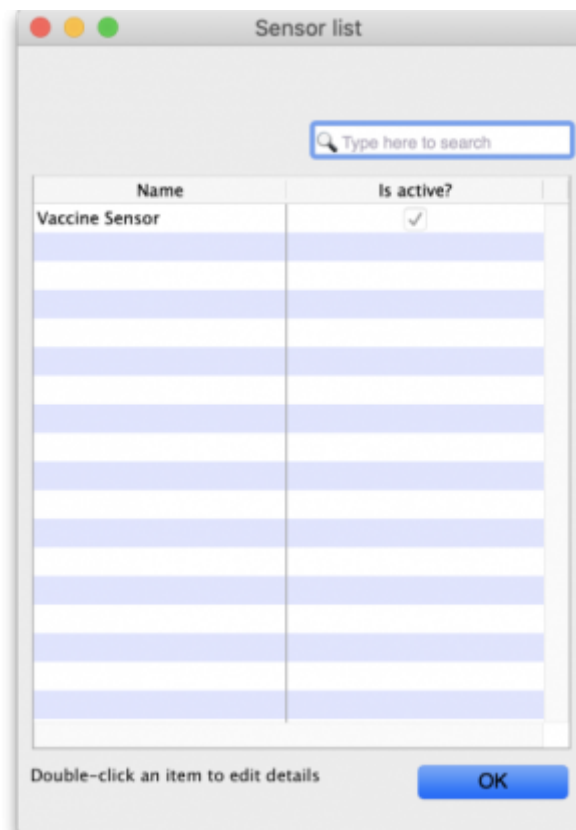 Sensor list
Type here to search
Name Is active?
Vaccine Sensor
Double-click an item to edit details
OK